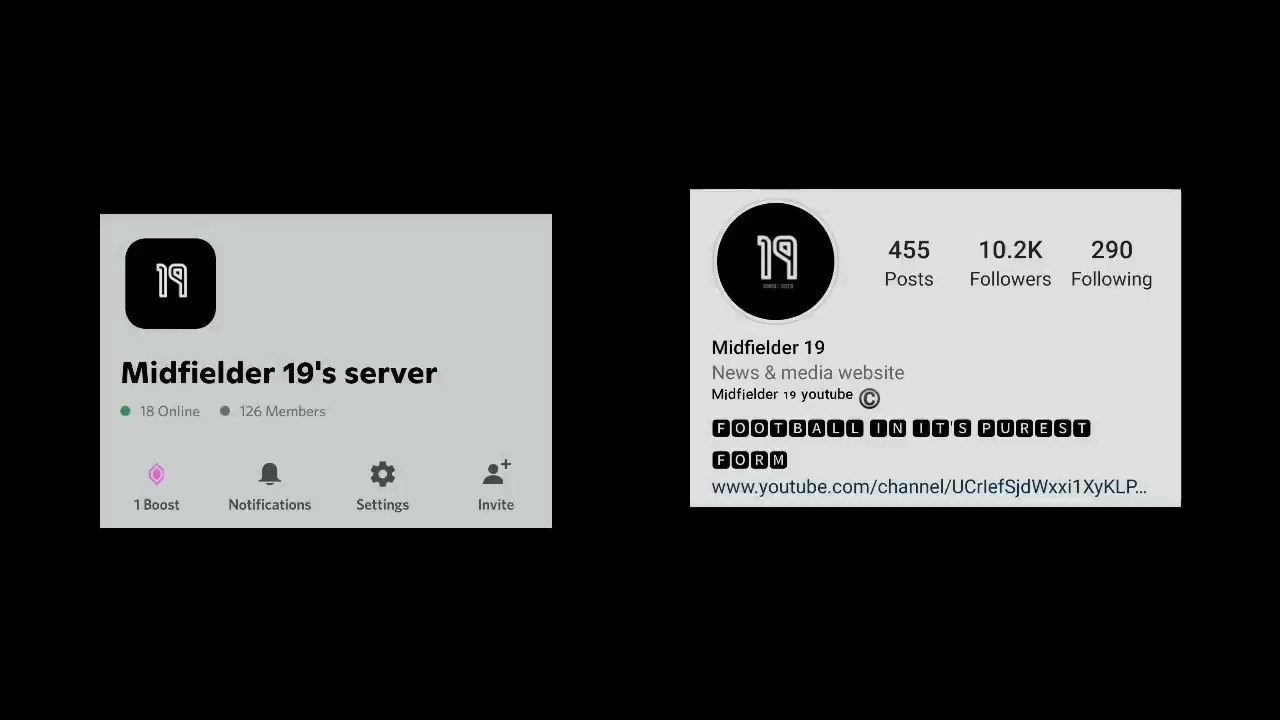 19
Midfielder 19's server
18 Online 126 Members
1 Boost Notifications Settings Invite
19
455 10.2K 290
Posts Followers Following
Midfielder 19
News & media website
Midfielder 19 youtube ©
FOOTBALL IN IT'S PUREST
FORM
www.youtube.com/channel/UCrIefSjdWxxi1XyKLP...